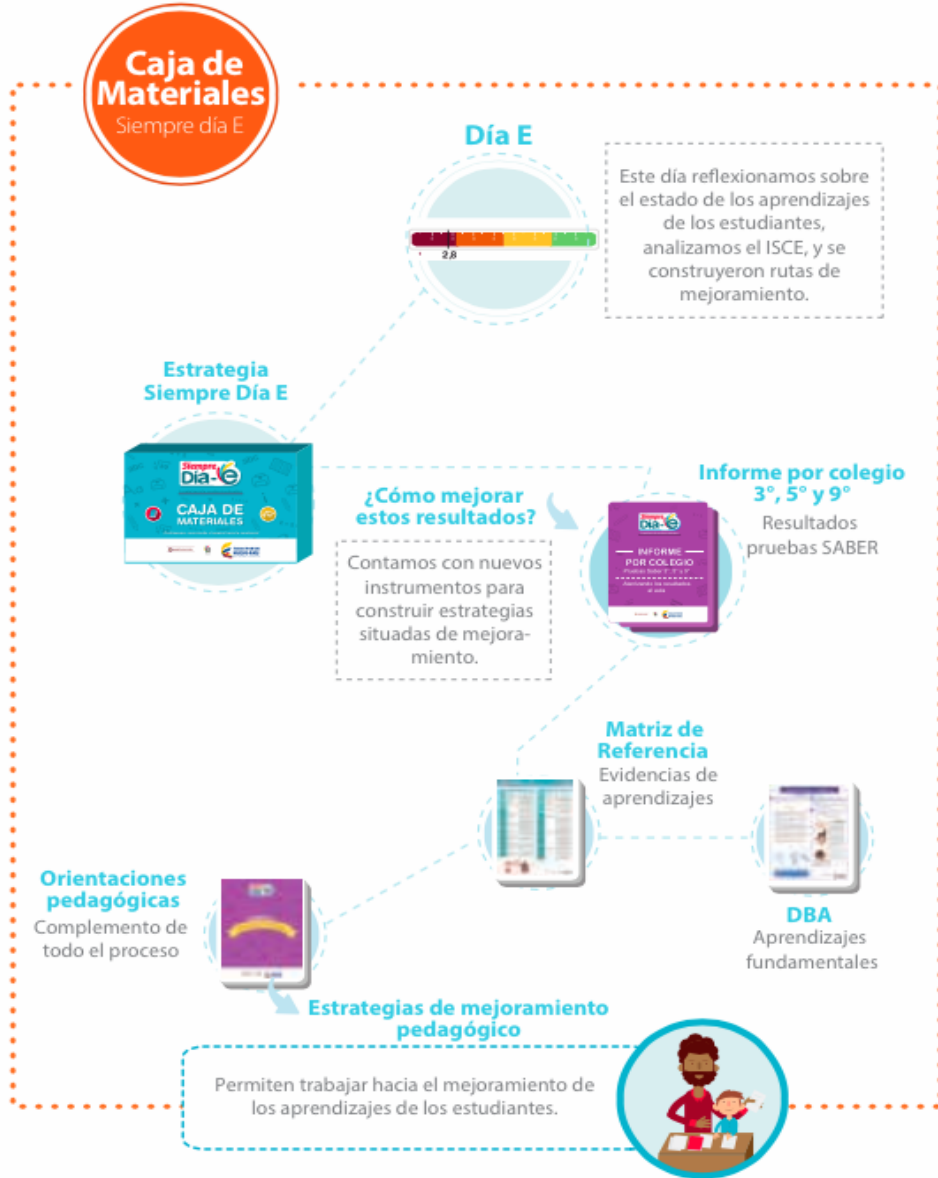 Caja de
Materiales
Siempre día E
Día E
Este día reflexionamos sobre
el estado de los aprendizajes
de los estudiantes,
analizamos el ISCE, y se
construyeron rutas de
mejoramiento.
2,8
Estrategia
Siempre Día E
Siempre
Día-e
CAJA DE
MATERIALES
¿Cómo mejorar
estos resultados?
Contamos con nuevos
instrumentos para
construir estrategias
situadas de mejora-
miento.
Informe por colegio
3°, 5° y 9°
Resultados
pruebas SABER
Siempre
Día-e
INFORME
POR COLEGIO
Matriz de
Referencia
Evidencias de
aprendizajes
DBA
Aprendizajes
fundamentales
Orientaciones
pedagógicas
Complemento de
todo el proceso
Estrategias de mejoramiento
pedagógico
Permiten trabajar hacia el mejoramiento de
los aprendizajes de los estudiantes.